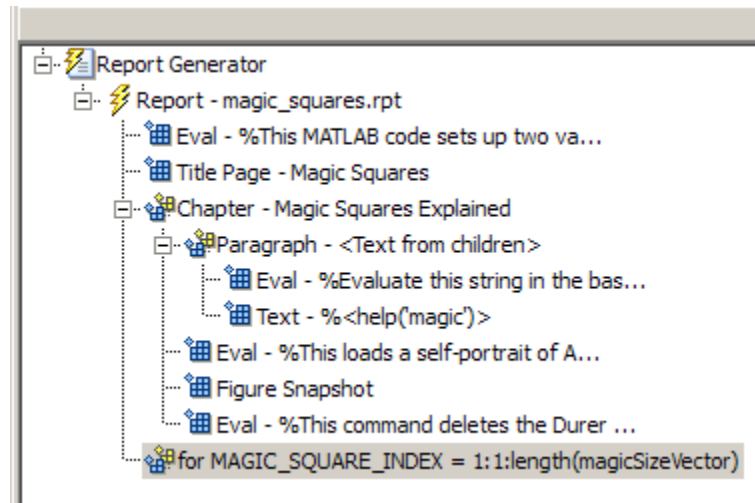 Report Generator
Report - magic_squares.rpt
Eval - %This MATLAB code sets up two va...
Title Page - Magic Squares
Chapter - Magic Squares Explained
Paragraph - <Text from children>
Eval - %Evaluate this string in the bas...
Text - %<help('magic')>
Eval - %This loads a self-portrait of A...
Figure Snapshot
Eval - %This command deletes the Durer ...
for MAGIC_SQUARE_INDEX = 1:1:length(magicSizeVector)